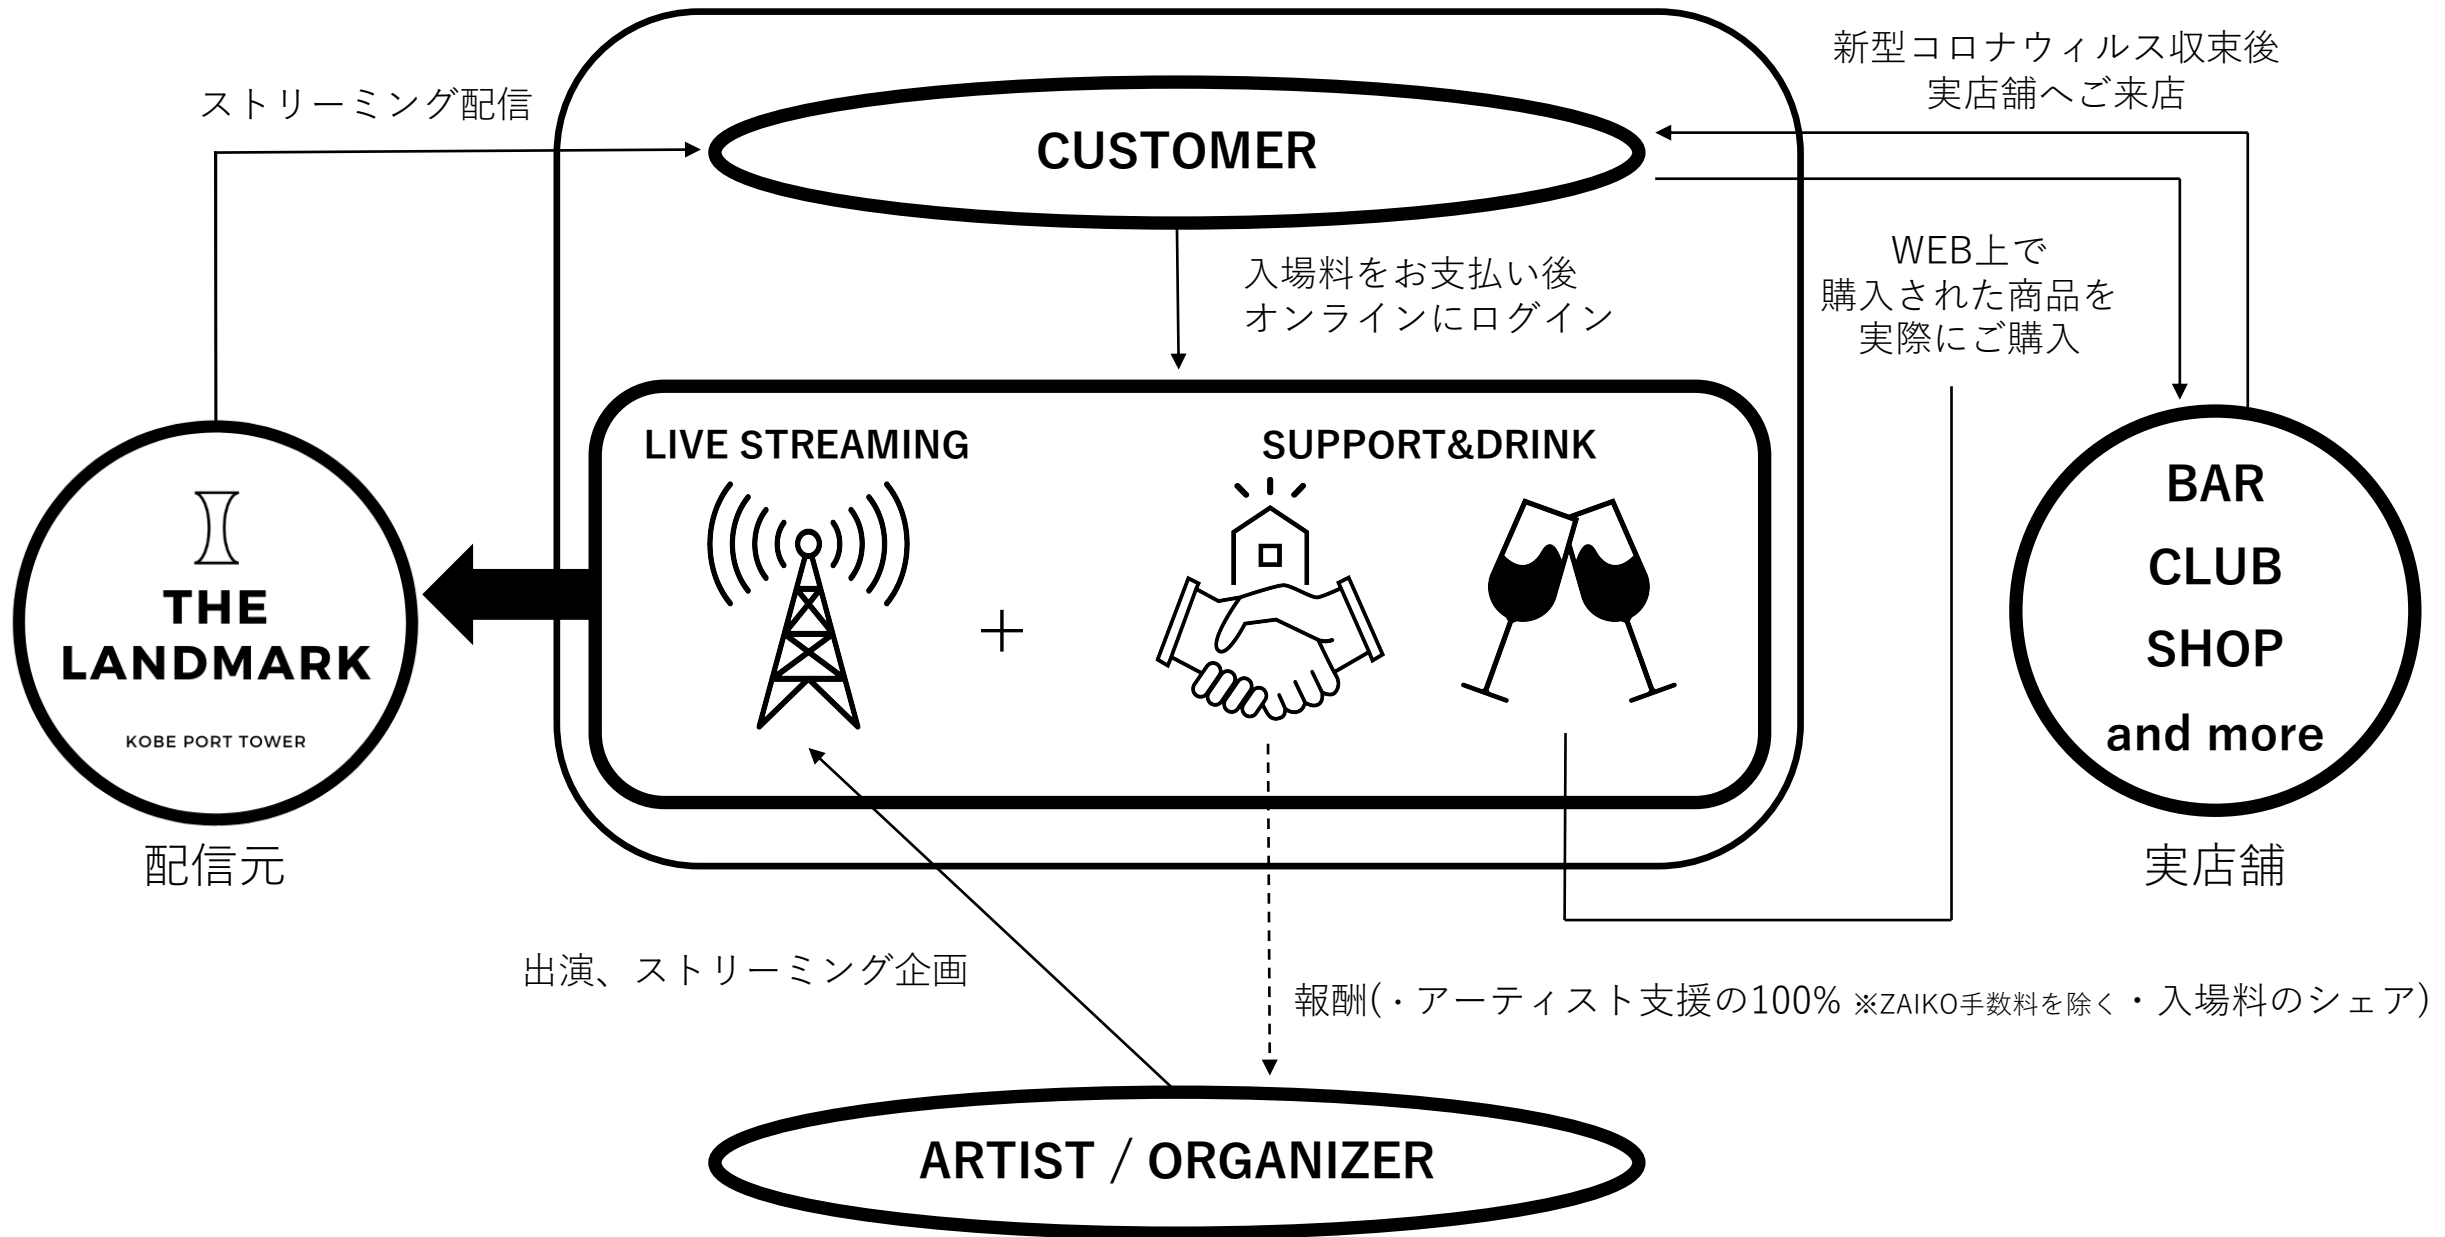 新型コロナウィルス収束後
実店舗へご来店
ストリーミング配信
CUSTOMER
入場料をお支払い後
オンラインにログイン
WEB上で
購入された商品を
実際にご購入
LIVE STREAMING
SUPPORT&DRINK
+
THE
LANDMARK
KOBE PORT TOWER
配信元
BAR
CLUB
SHOP
and more
実店舗
出演、ストリーミング企画
報酬(・アーティスト支援の100% ※ZAIKO手数料を除く・入場料のシェア)
ARTIST / ORGANIZER